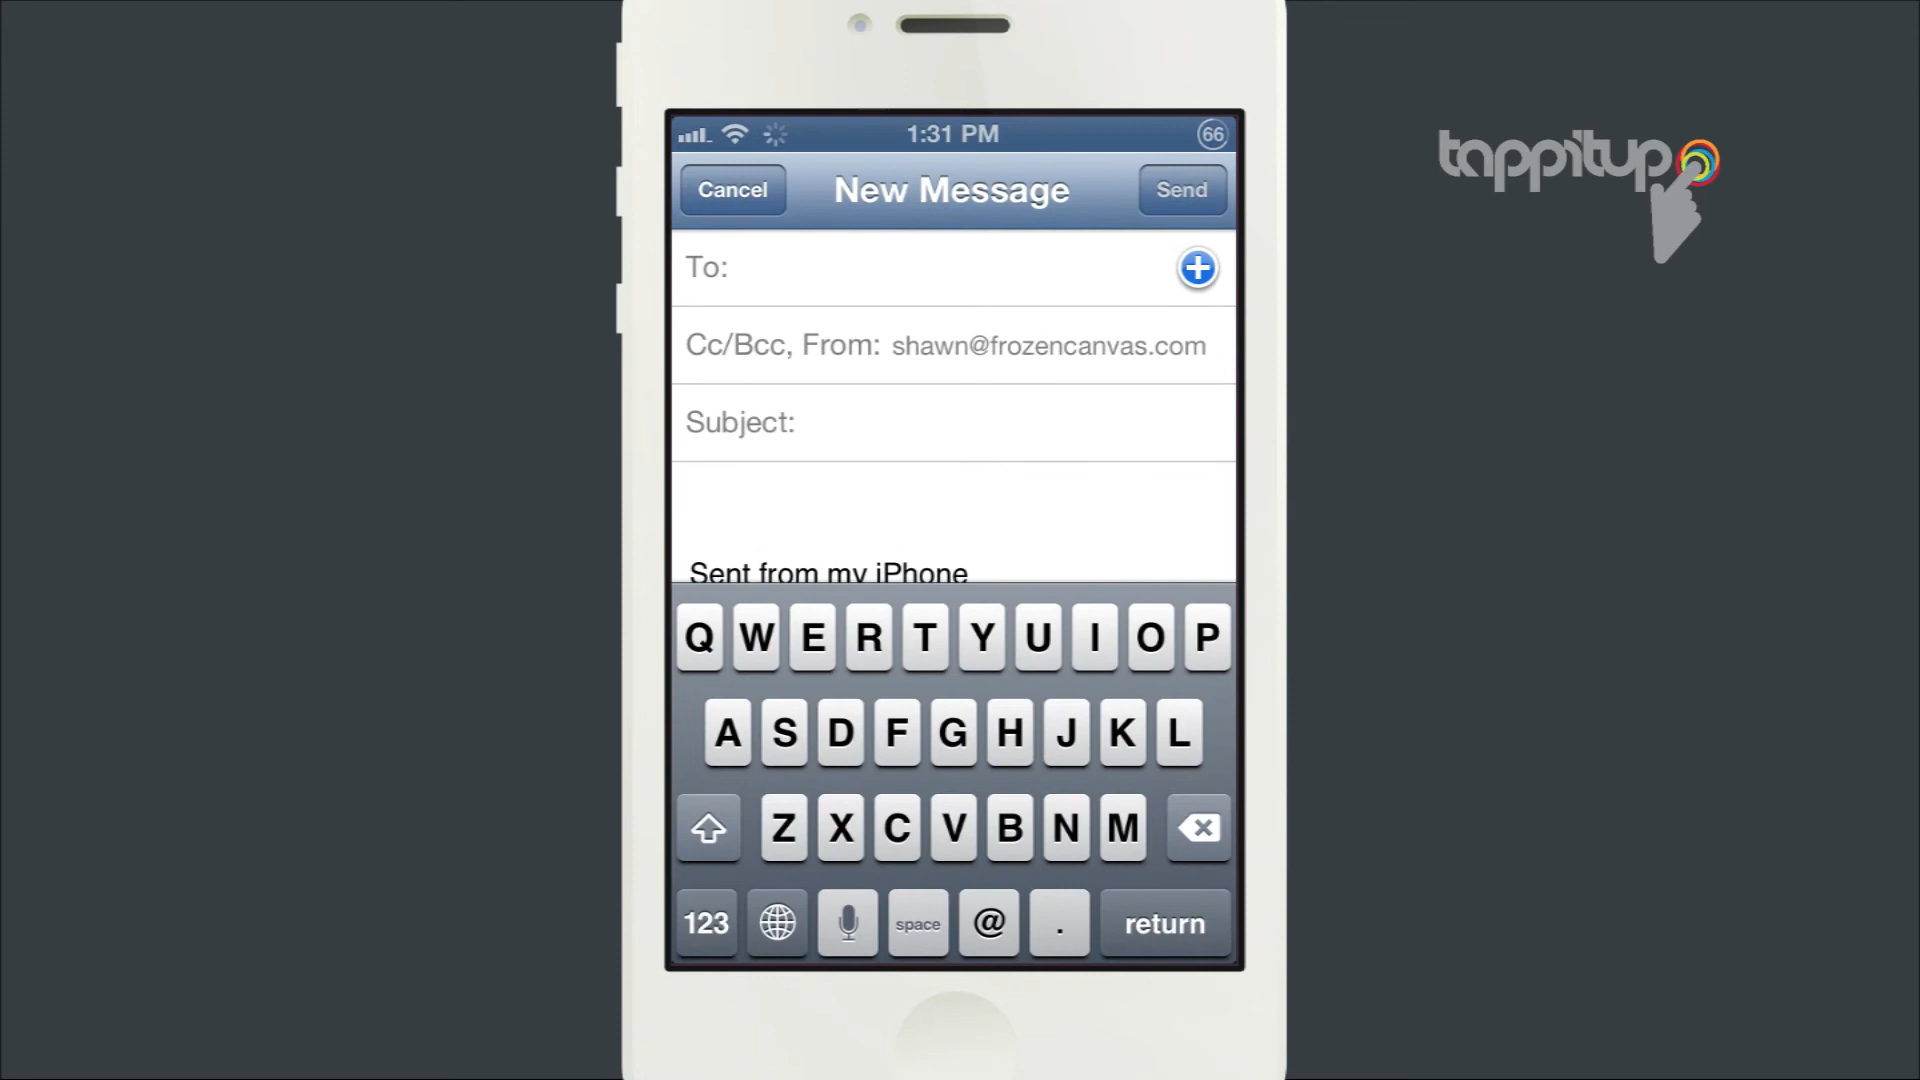 1:31 PM
66
tappitup
Cancel
New Message
Send
To:
Cc/Bcc, From: shawn@frozencanvas.com
Subject:
Sent from my iPhone
Q W E R T Y U I O P
A S D F G H J K L
Z X C V B N M
123
space
@
.
return